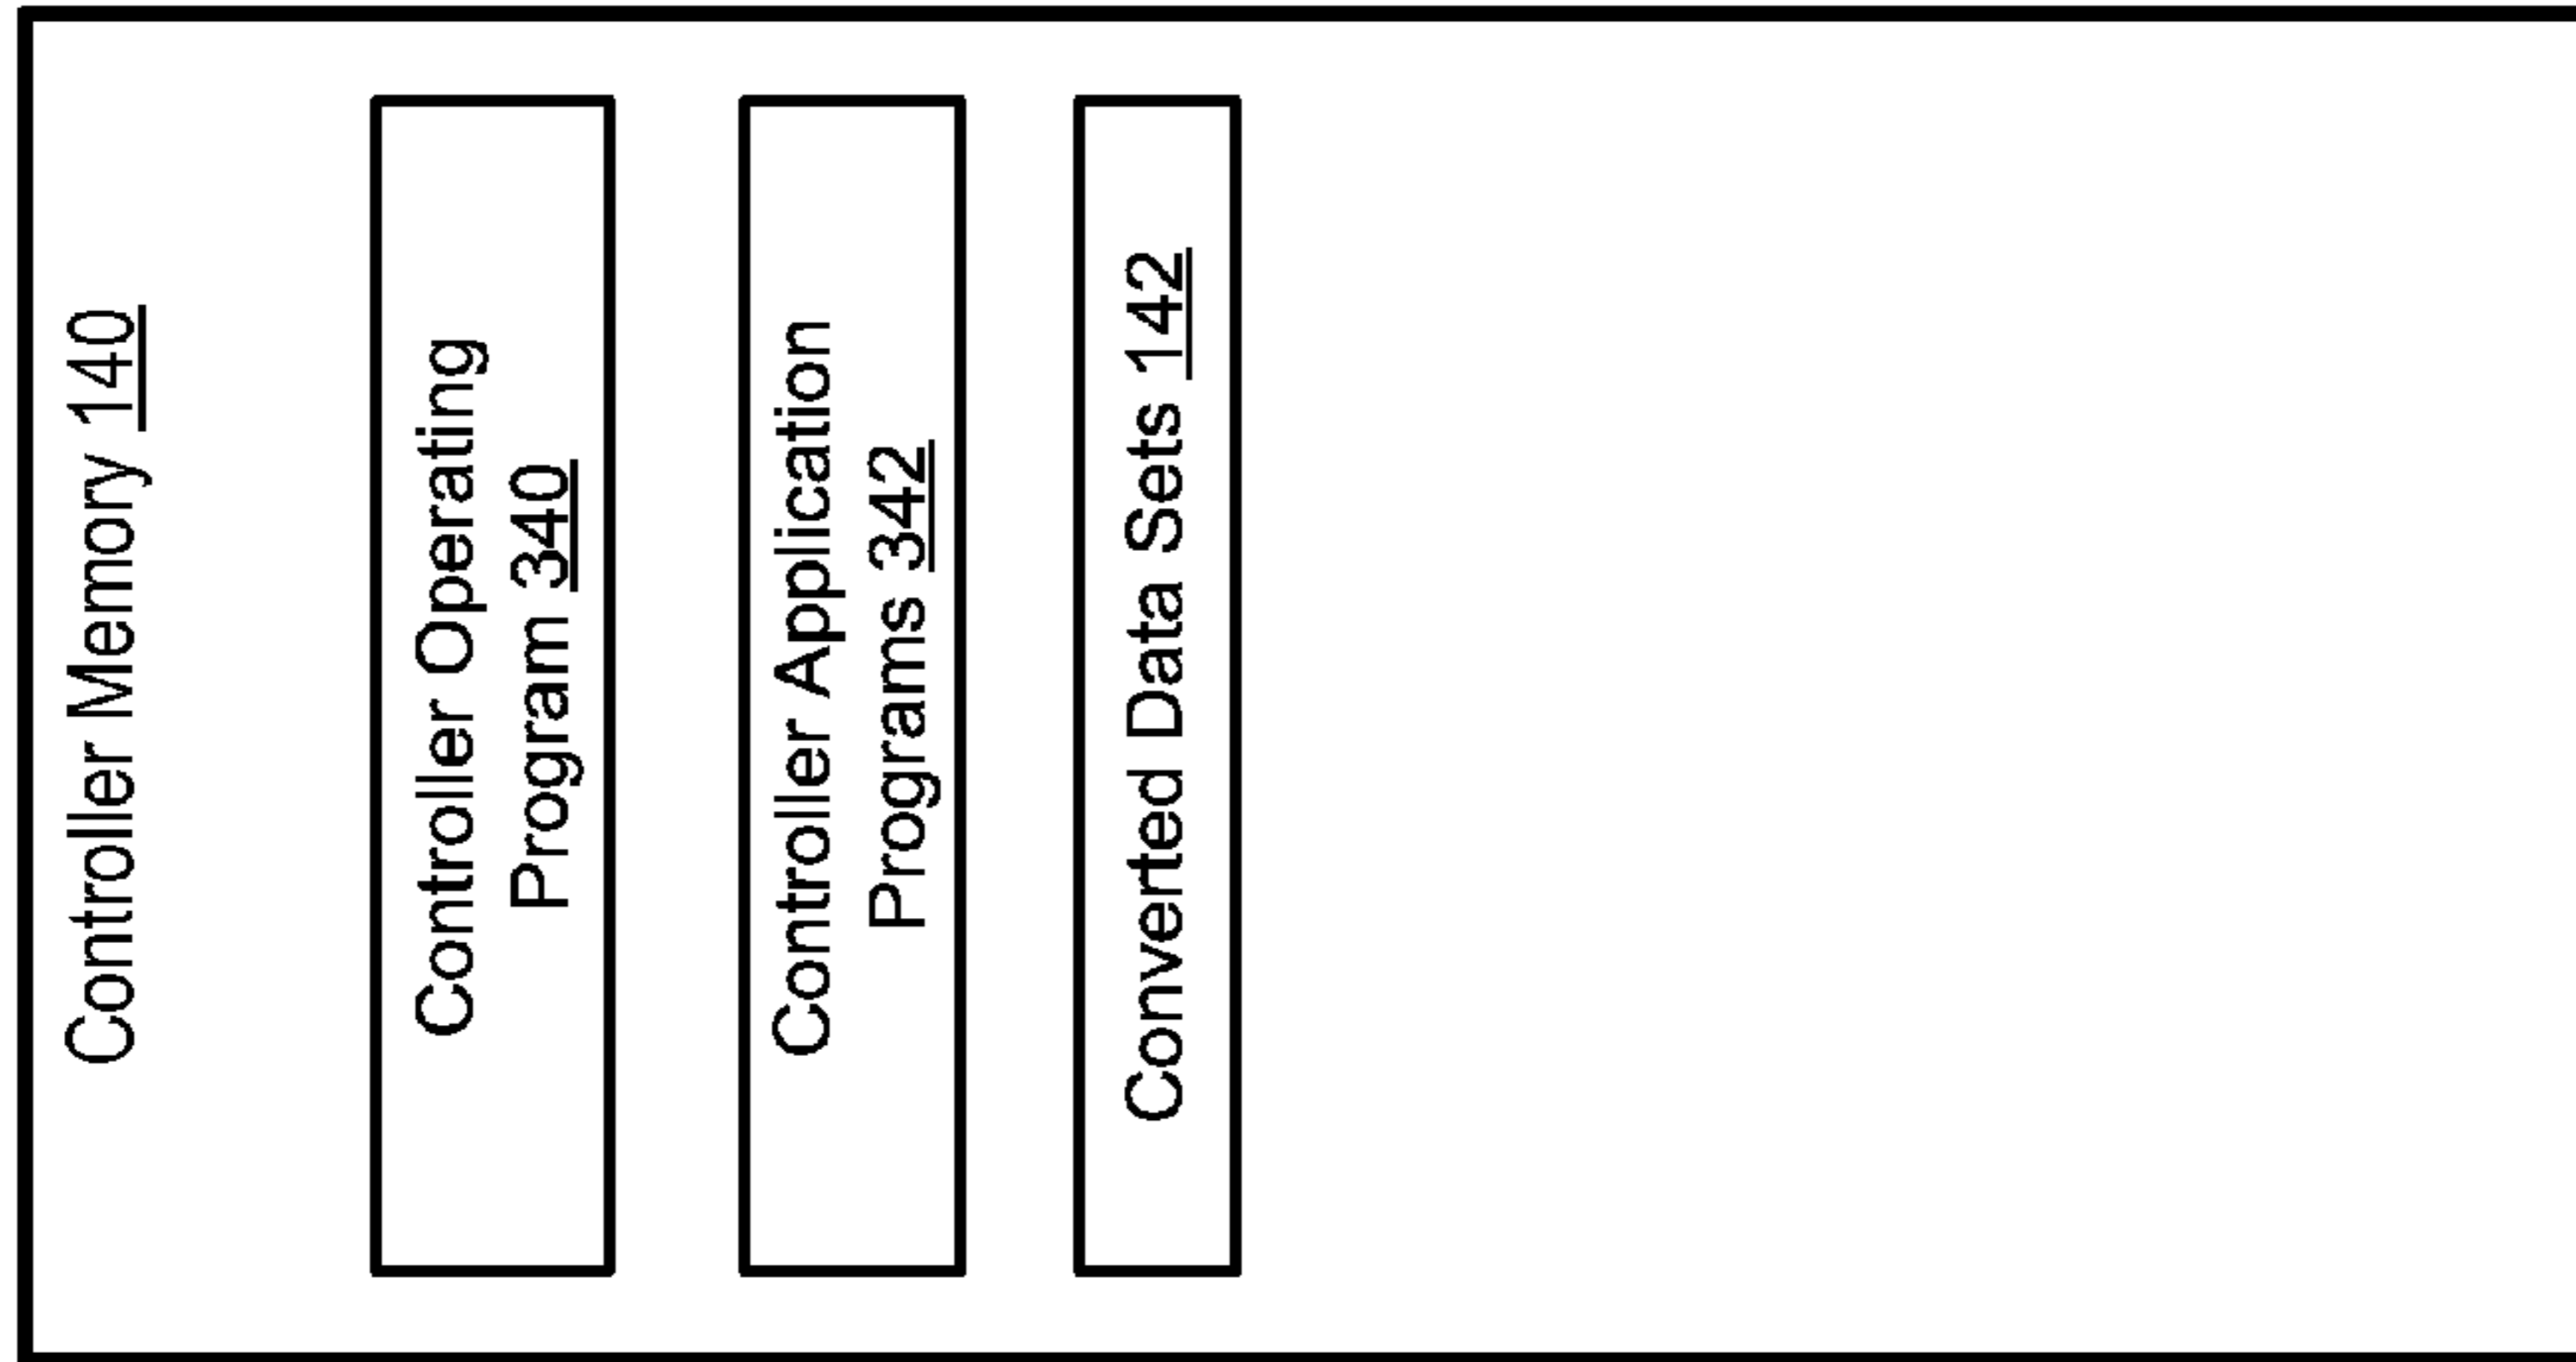 Controller Memory 140
Controller Operating
Program 340
Controller Application
Programs 342
Converted Data Sets 142